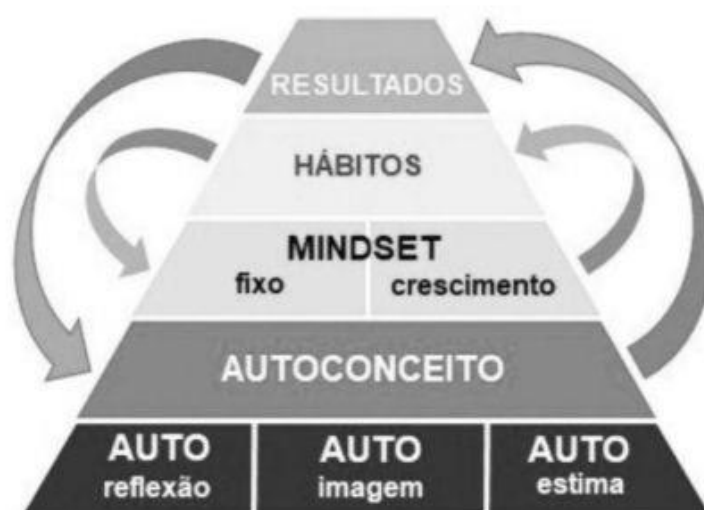 RESULTADOS
HÁBITOS
MINDSET
fixo
crescimento
AUTOCONCEITO
AUTO
reflexão
AUTO
imagem
AUTO
estima